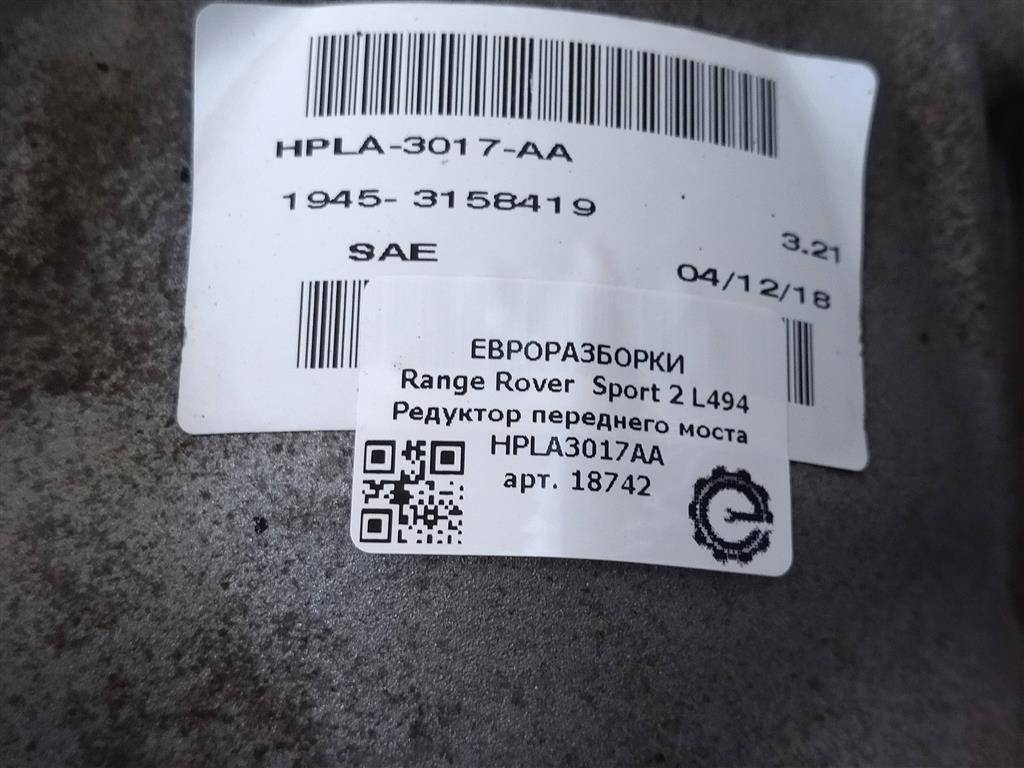 HPLA-3017-AA
1945- 3158419
3.21
SAE
04/12/18
ЕВРОРАЗБОРКИ
Range Rover Sport 2 L494
Редуктор переднего моста
HPLA3017AA
арт. 18742